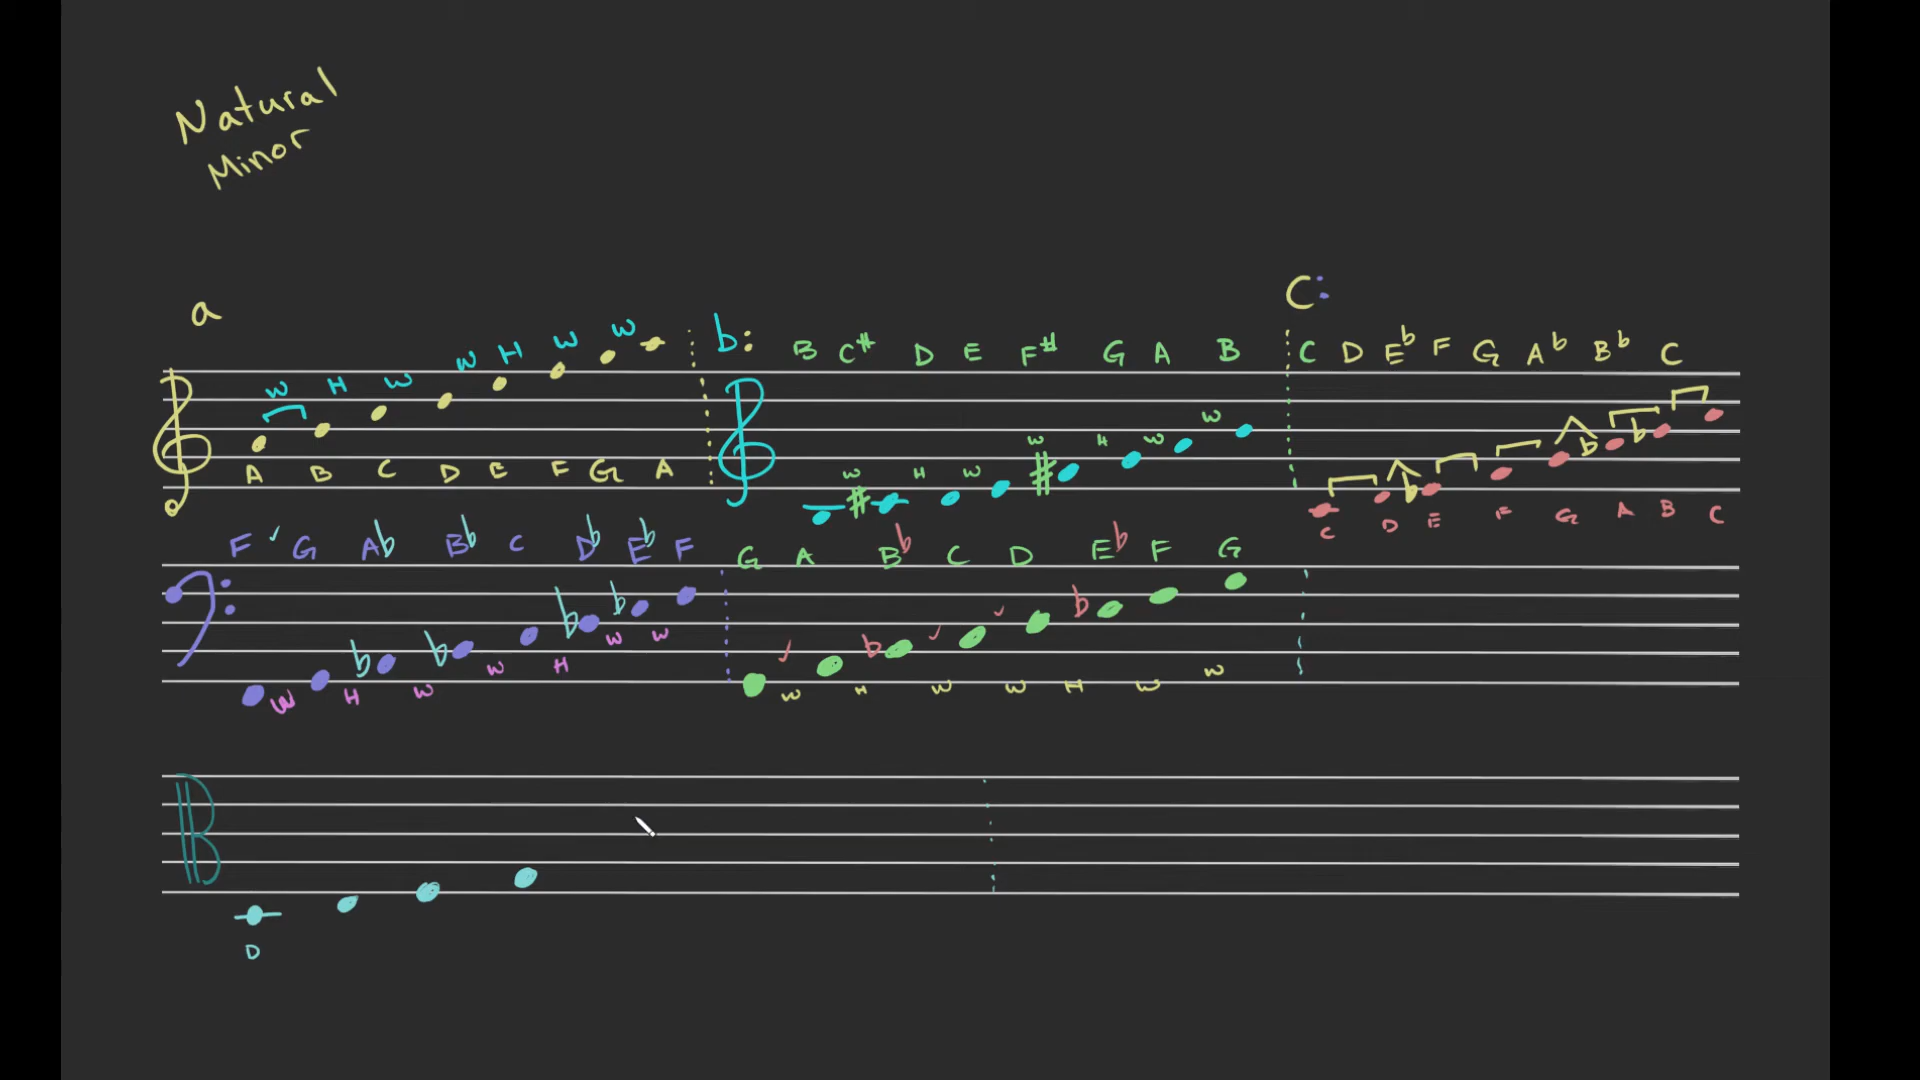 Natural
Minor
a
b:
C:
W H W W H W W
B C# D E F# G A B
C D Eb F G Ab Bb C
W H W W H W W
A B C D E F G A
C D E F G A B C
F G Ab Bb C Db Eb F
G A Bb C D Eb F G
W H W W H W W
W H W W H W W
D